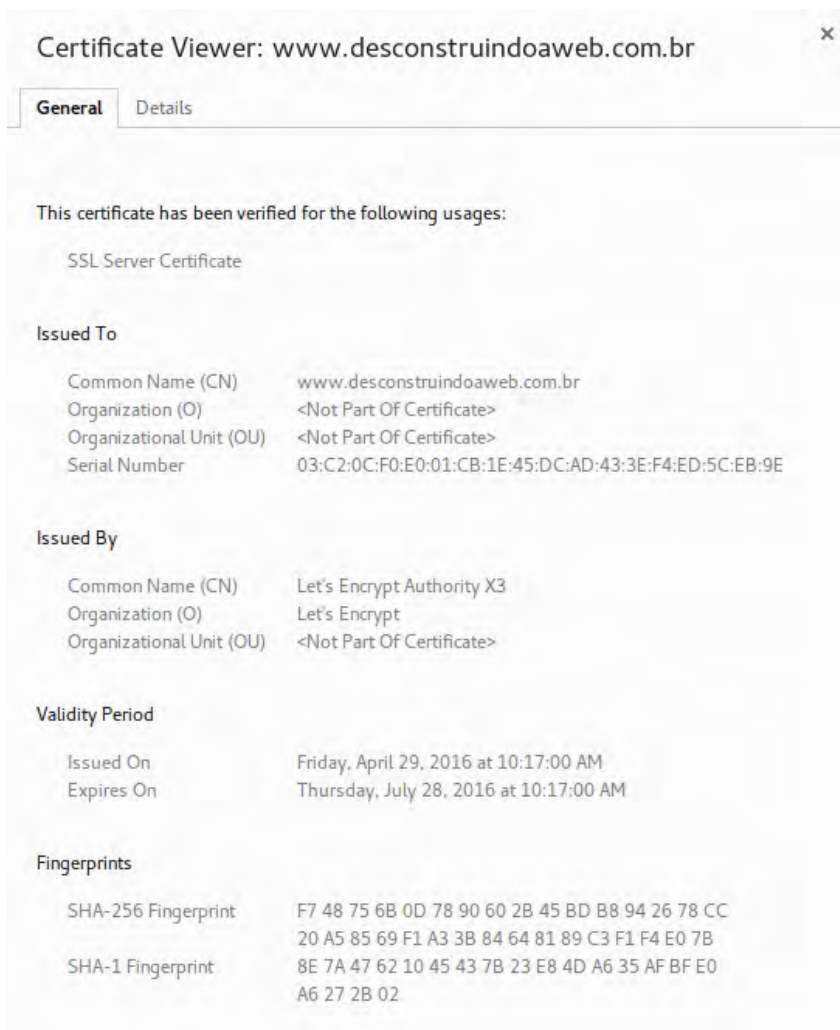 Certificate Viewer: www.desconstruindoaweb.com.br
×
General Details
This certificate has been verified for the following usages:
SSL Server Certificate
Issued To
Common Name (CN) www.desconstruindoaweb.com.br
Organization (O) <Not Part Of Certificate>
Organizational Unit (OU) <Not Part Of Certificate>
Serial Number 03:C2:0C:F0:E0:01:CB:1E:45:DC:AD:43:3E:F4:ED:5C:EB:9E
Issued By
Common Name (CN) Let's Encrypt Authority X3
Organization (O) Let's Encrypt
Organizational Unit (OU) <Not Part Of Certificate>
Validity Period
Issued On Friday, April 29, 2016 at 10:17:00 AM
Expires On Thursday, July 28, 2016 at 10:17:00 AM
Fingerprints
SHA-256 Fingerprint F7 48 75 6B 0D 78 90 60 2B 45 BD B8 94 26 78 CC
20 A5 85 69 F1 A3 3B 84 64 81 89 C3 F1 F4 E0 7B
SHA-1 Fingerprint 8E 7A 47 62 10 45 43 7B 23 E8 4D A6 35 AF BF E0
A6 27 2B 02